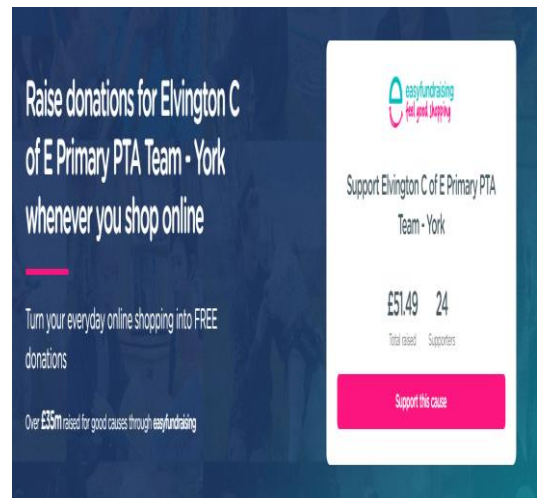 Raise donations for Elvington C
of E Primary PTA Team - York
whenever you shop online
Turn your everyday online shopping into FREE
donations
Over £35m raised for good causes through easyfundraising
easyfundraising
feel good shopping
Support Elvington C of E Primary PTA
Team - York
£51.49 24
Total raised Supporters
Support this cause